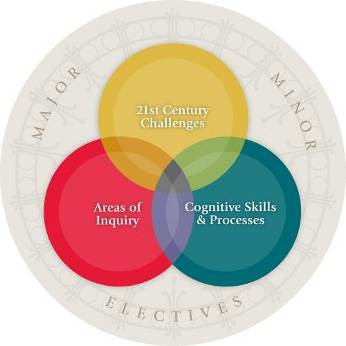 MAJOR
MINOR
21st Century
Challenges
Areas of
Inquiry
Cognitive Skills
& Processes
ELECTIVES